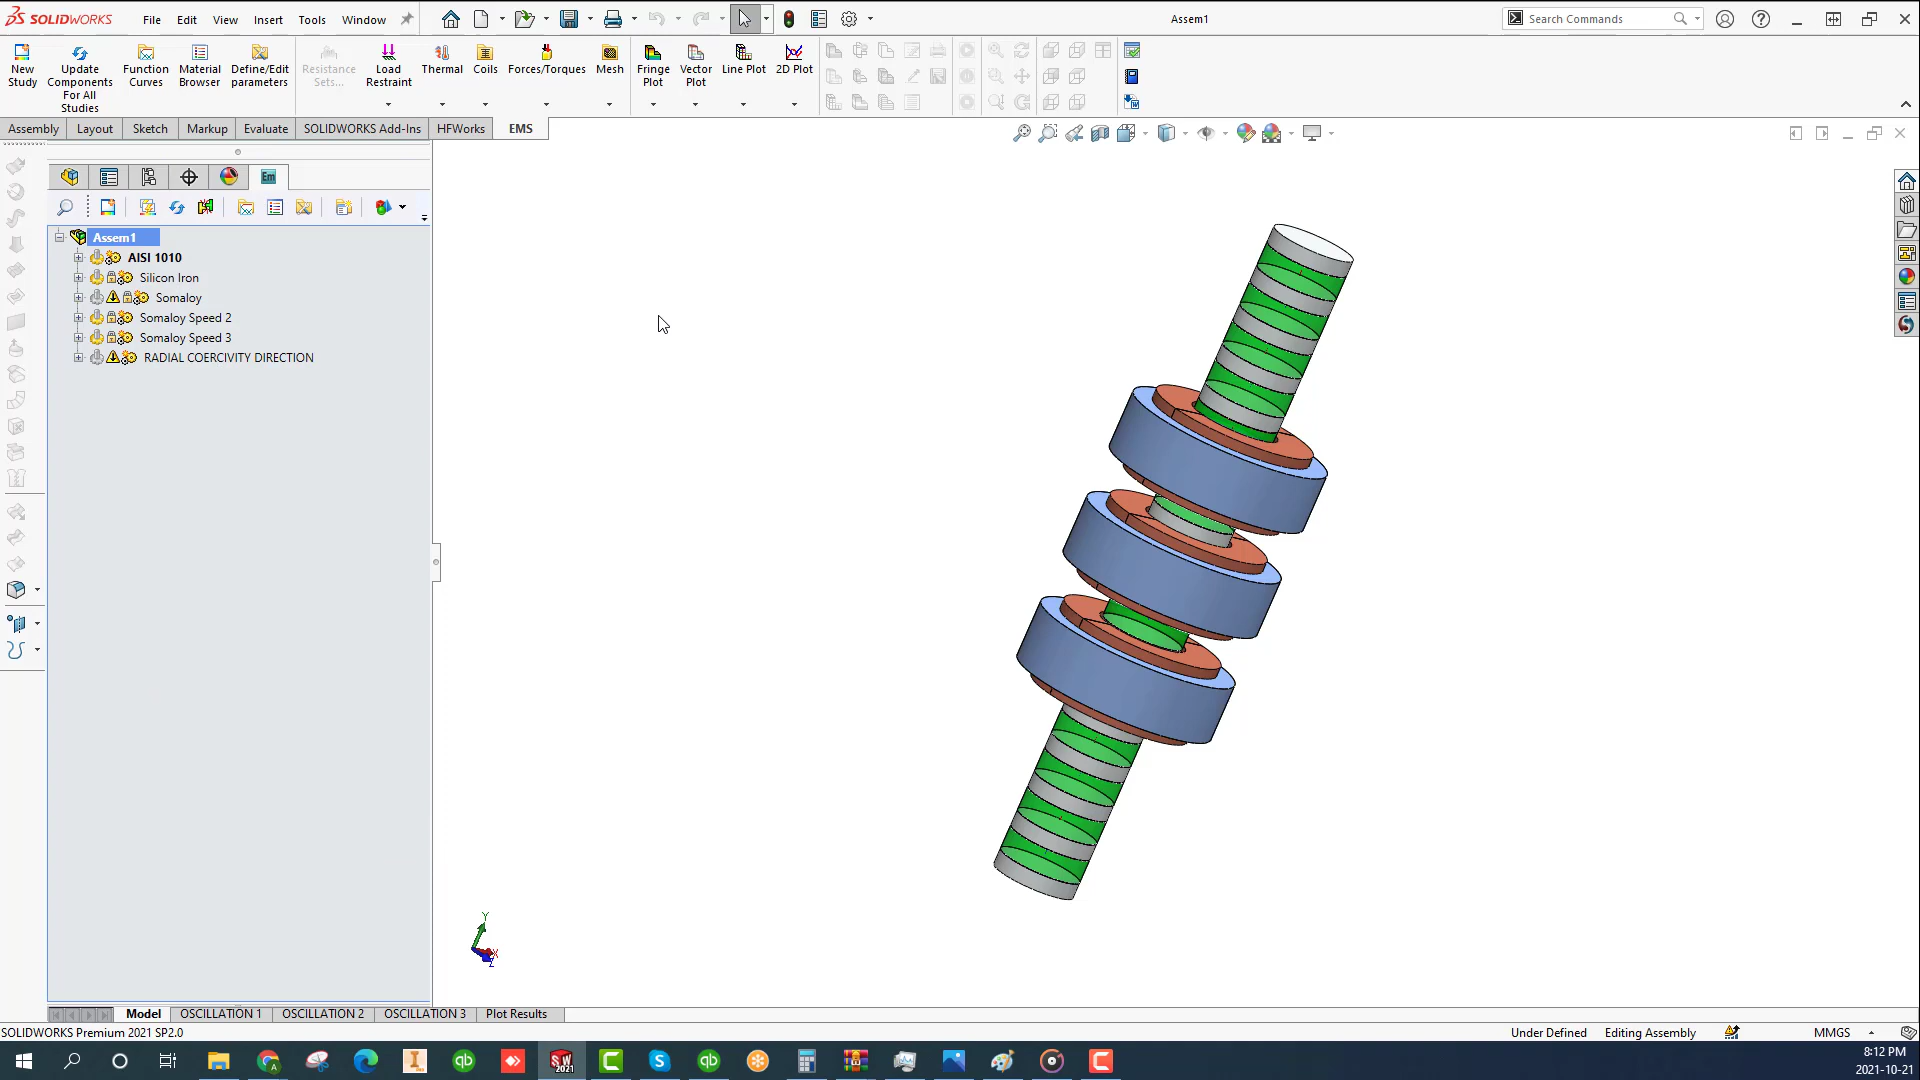 SOLIDWORKS File Edit View Insert Tools Window Assem1 Search Commands
New Study
Update Components For All Studies
Function Curves
Material Browser
Define/Edit parameters
Resistance Sets...
Load Restraint
Thermal
Coils
Forces/Torques
Mesh
Fringe Plot
Vector Plot
Line Plot
2D Plot
Assembly Layout Sketch Markup Evaluate SOLIDWORKS Add-Ins HFWorks EMS
Em
Assem1
AISI 1010
Silicon Iron
Somaloy
Somaloy Speed 2
Somaloy Speed 3
RADIAL COERCIVITY DIRECTION
Y
X
Z
Model OSCILLATION 1 OSCILLATION 2 OSCILLATION 3 Plot Results
SOLIDWORKS Premium 2021 SP2.0 Under Defined Editing Assembly MMGS
8:12 PM
2021-10-21